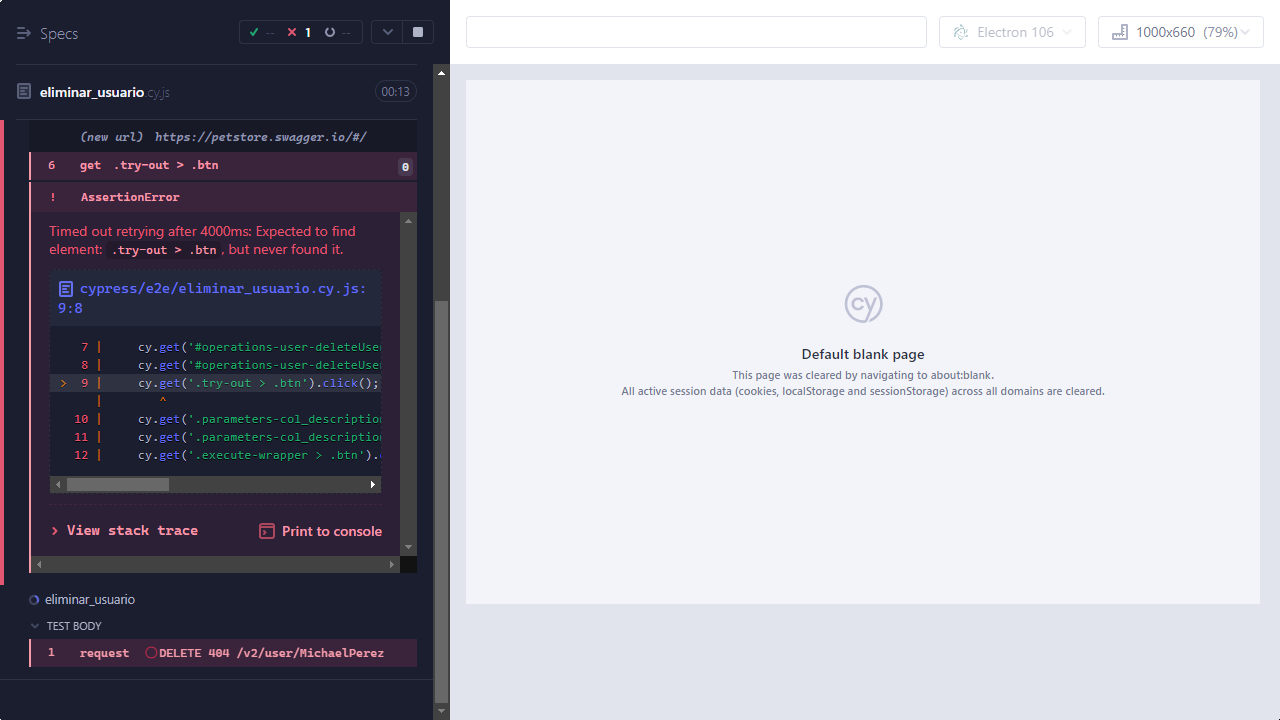 Specs
-- 1 --
Electron 106
1000x660 (79%)
eliminar_usuario.cy.js
00:13
(new url) https://petstore.swagger.io/#/
6 get .try-out > .btn 0
! AssertionError
Timed out retrying after 4000ms: Expected to find
element: .try-out > .btn, but never found it.
cypress/e2e/eliminar_usuario.cy.js:
9:8
7 | cy.get('#operations-user-deleteUser
8 | cy.get('#operations-user-deleteUser
> 9 | cy.get('.try-out > .btn').click();
| ^
10 | cy.get('.parameters-col_description
11 | cy.get('.parameters-col_description
12 | cy.get('.execute-wrapper > .btn').
> View stack trace
Print to console
eliminar_usuario
TEST BODY
1 request DELETE 404 /v2/user/MichaelPerez
cy
Default blank page
This page was cleared by navigating to about:blank.
All active session data (cookies, localStorage and sessionStorage) across all domains are cleared.